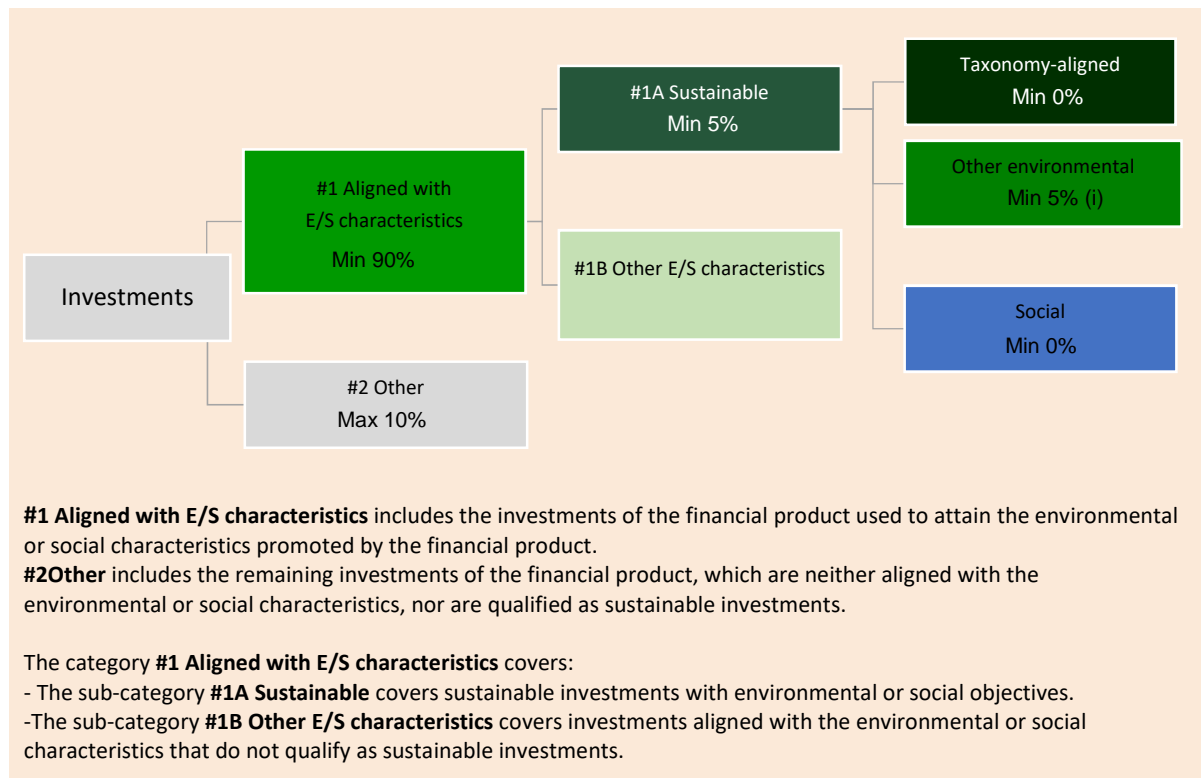 Investments
#1 Aligned with
E/S characteristics
Min 90%
#2 Other
Max 10%
#1A Sustainable
Min 5%
#1B Other E/S characteristics
Taxonomy-aligned
Min 0%
Other environmental
Min 5% (i)
Social
Min 0%
#1 Aligned with E/S characteristics includes the investments of the financial product used to attain the environmental
or social characteristics promoted by the financial product.
#2Other includes the remaining investments of the financial product, which are neither aligned with the
environmental or social characteristics, nor are qualified as sustainable investments.
The category #1 Aligned with E/S characteristics covers:
- The sub-category #1A Sustainable covers sustainable investments with environmental or social objectives.
-The sub-category #1B Other E/S characteristics covers investments aligned with the environmental or social
characteristics that do not qualify as sustainable investments.